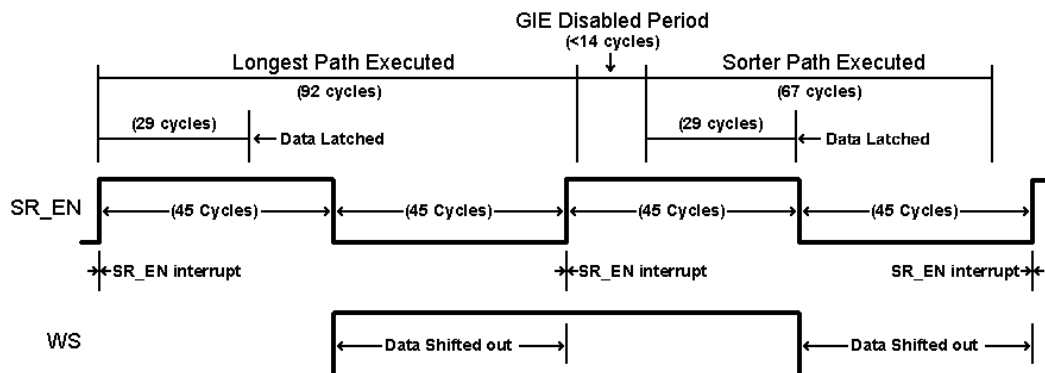 GIE Disabled Period
(<14 cycles)
Longest Path Executed
Sorter Path Executed
(92 cycles)
(67 cycles)
(29 cycles)
Data Latched
(29 cycles)
Data Latched
SR_EN
(45 Cycles)
(45 Cycles)
(45 Cycles)
(45 Cycles)
SR_EN interrupt
SR_EN interrupt
SR_EN interrupt
WS
Data Shifted out
Data Shifted out